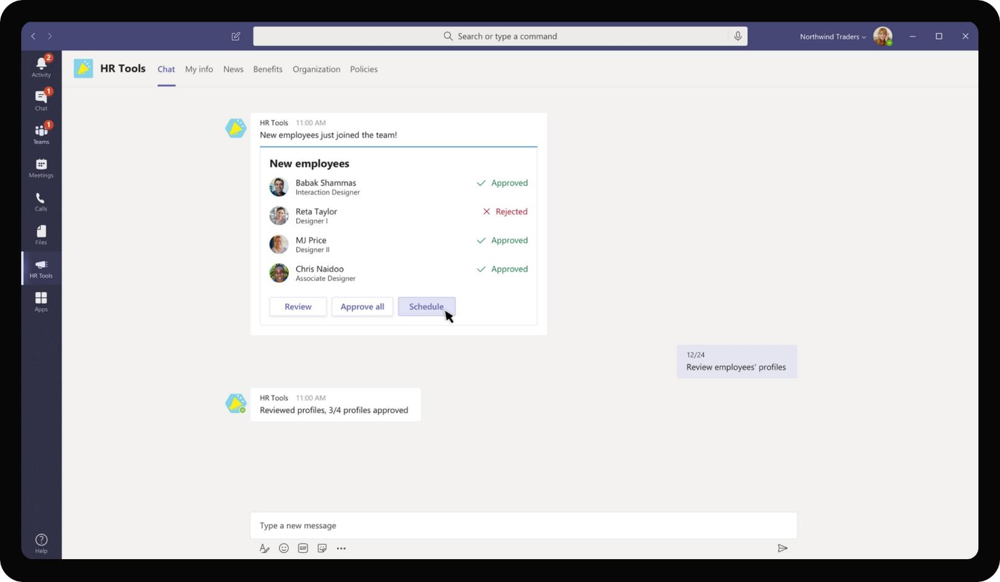 Search or type a command
Northwind Traders
2
Activity
1
Chat
1
Teams
Meetings
Calls
Files
HR Tools
Apps
Help
HR Tools Chat My info News Benefits Organization Policies
HR Tools 11:00 AM
New employees just joined the team!
New employees
Babak Shammas Approved
Interaction Designer
Reta Taylor Rejected
Designer I
MJ Price Approved
Designer II
Chris Naidoo Approved
Associate Designer
Review Approve all Schedule
12/24
Review employees' profiles
HR Tools 11:00 AM
Reviewed profiles, 3/4 profiles approved
Type a new message
GIF